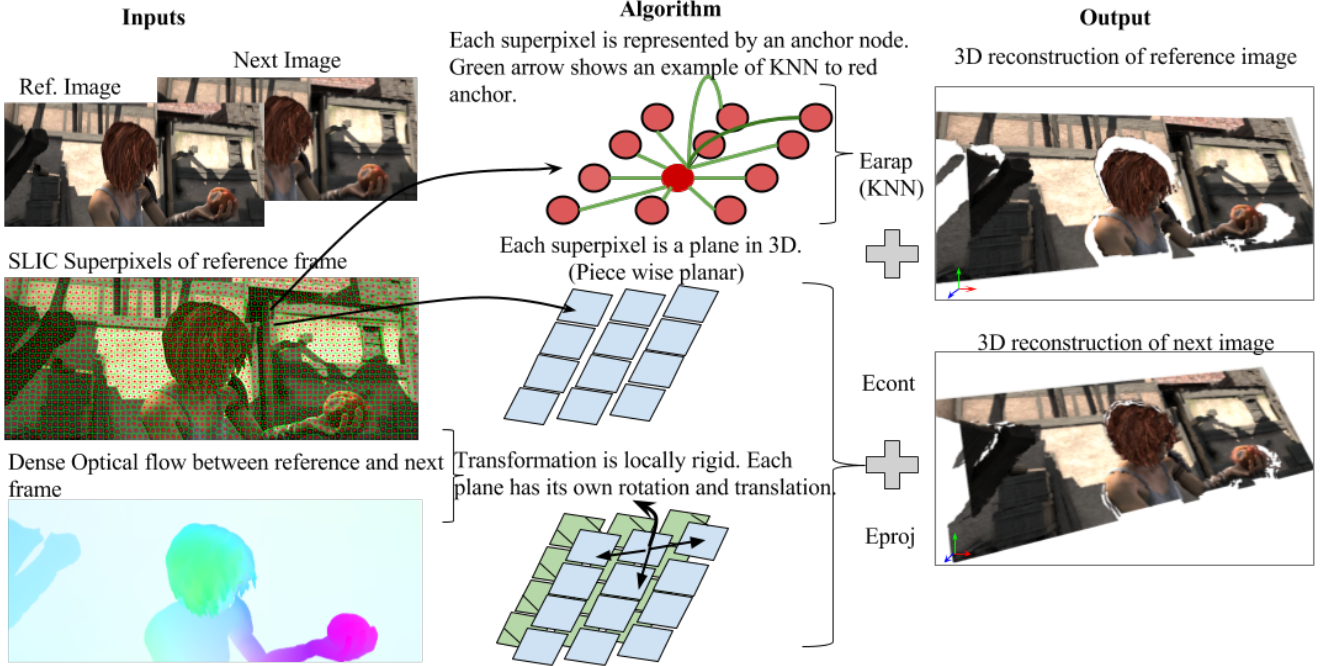 Inputs
Next Image
Ref. Image
SLIC Superpixels of reference frame
Dense Optical flow between reference and next
frame
Algorithm
Each superpixel is represented by an anchor node.
Green arrow shows an example of KNN to red
anchor.
Each superpixel is a plane in 3D.
(Piece wise planar)
Transformation is locally rigid. Each
plane has its own rotation and translation.
Earap
(KNN)
Econt
Eproj
Output
3D reconstruction of reference image
3D reconstruction of next image